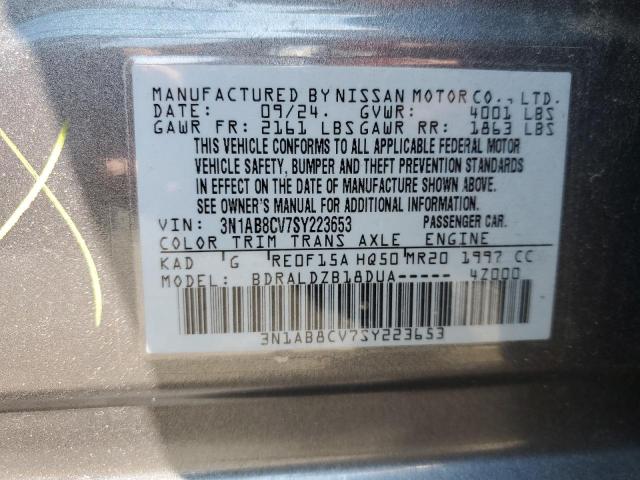 MANUFACTURED BY NISSAN MOTOR CO., LTD.
DATE: 09/24. GVWR: 4001 LBS
GAWR FR: 2161 LBS GAWR RR: 1863 LBS
THIS VEHICLE CONFORMS TO ALL APPLICABLE FEDERAL MOTOR
VEHICLE SAFETY, BUMPER AND THEFT PREVENTION STANDARDS
IN EFFECT ON THE DATE OF MANUFACTURE SHOWN ABOVE.
SEE OWNER'S MANUAL FOR ADDITIONAL INFORMATION.
VIN: 3N1AB8CV7SY223653 PASSENGER CAR.
COLOR TRIM TRANS AXLE ENGINE
KAD G RE0F15A HQ50 MR20 1997 CC
MODEL: BDRALDZB18DUA----- 4Z000
3N1AB8CV7SY223653